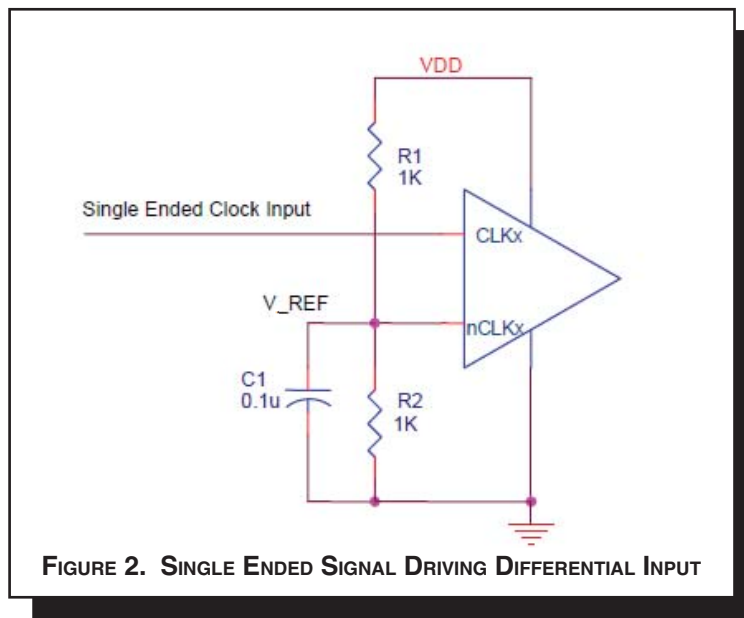 VDD
R1
1K
Single Ended Clock Input
CLKx
V_REF
nCLKx
C1
0.1u
R2
1K
FIGURE 2. SINGLE ENDED SIGNAL DRIVING DIFFERENTIAL INPUT